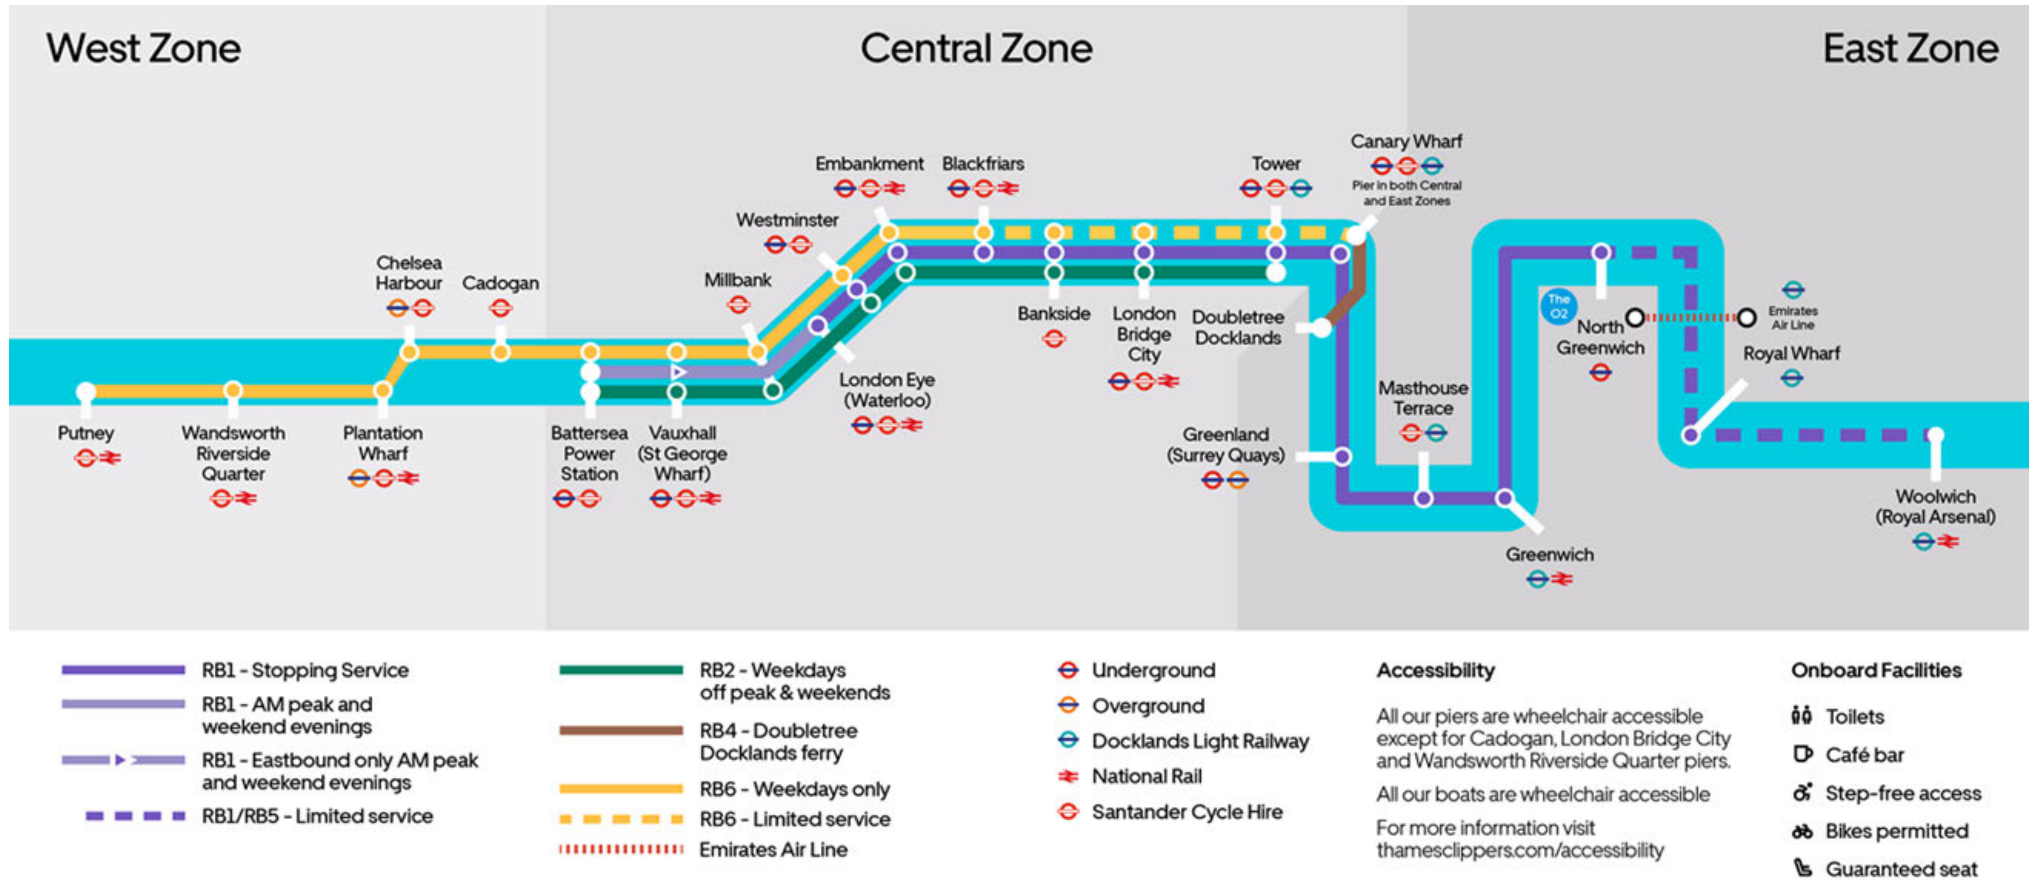 West Zone
Central Zone
East Zone
Putney
Wandsworth
Riverside
Quarter
Plantation
Wharf
Chelsea
Harbour
Cadogan
Battersea
Power
Station
Vauxhall
(St George
Wharf)
Millbank
Westminster
Embankment
Blackfriars
London Eye
(Waterloo)
Bankside
London
Bridge
City
Tower
Canary Wharf
Pier in both Central
and East Zones
Doubletree
Docklands
Greenland
(Surrey Quays)
Masthouse
Terrace
Greenwich
The
O2
North
Greenwich
Emirates
Air Line
Royal Wharf
Woolwich
(Royal Arsenal)
RB1 - Stopping Service
RB1 - AM peak and
weekend evenings
RB1 - Eastbound only AM peak
and weekend evenings
RB1/RB5 - Limited service
RB2 - Weekdays
off peak & weekends
RB4 - Doubletree
Docklands ferry
RB6 - Weekdays only
RB6 - Limited service
Emirates Air Line
Underground
Overground
Docklands Light Railway
National Rail
Santander Cycle Hire
Accessibility
All our piers are wheelchair accessible
except for Cadogan, London Bridge City
and Wandsworth Riverside Quarter piers.
All our boats are wheelchair accessible
For more information visit
thamesclippers.com/accessibility
Onboard Facilities
Toilets
Café bar
Step-free access
Bikes permitted
Guaranteed seat